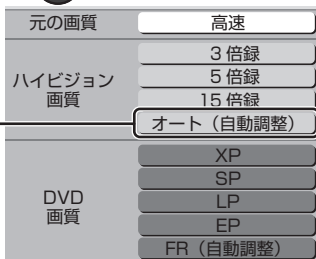 元の画質
高速
ハイビジョン
画質
3 倍録
5 倍録
15 倍録
オート（自動調整）
DVD
画質
XP
SP
LP
EP
FR（自動調整）